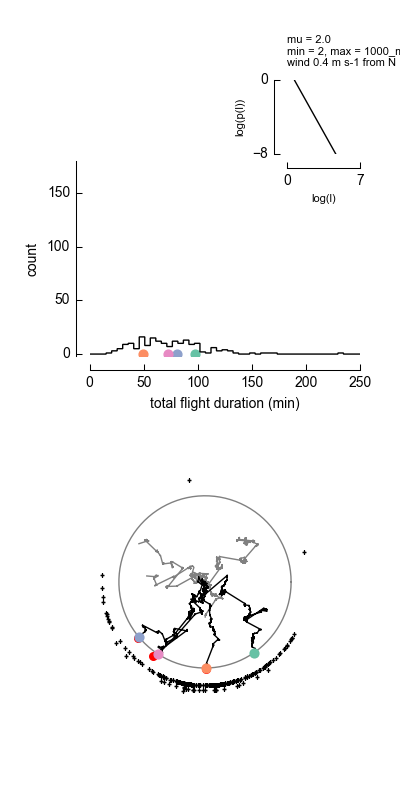 mu = 2.0
min = 2, max = 1000_m
wind 0.4 m s-1 from N
log(p(l))
0
−8
0 7
log(l)
count
150
100
50
0
0 50 100 150 200 250
total flight duration (min)